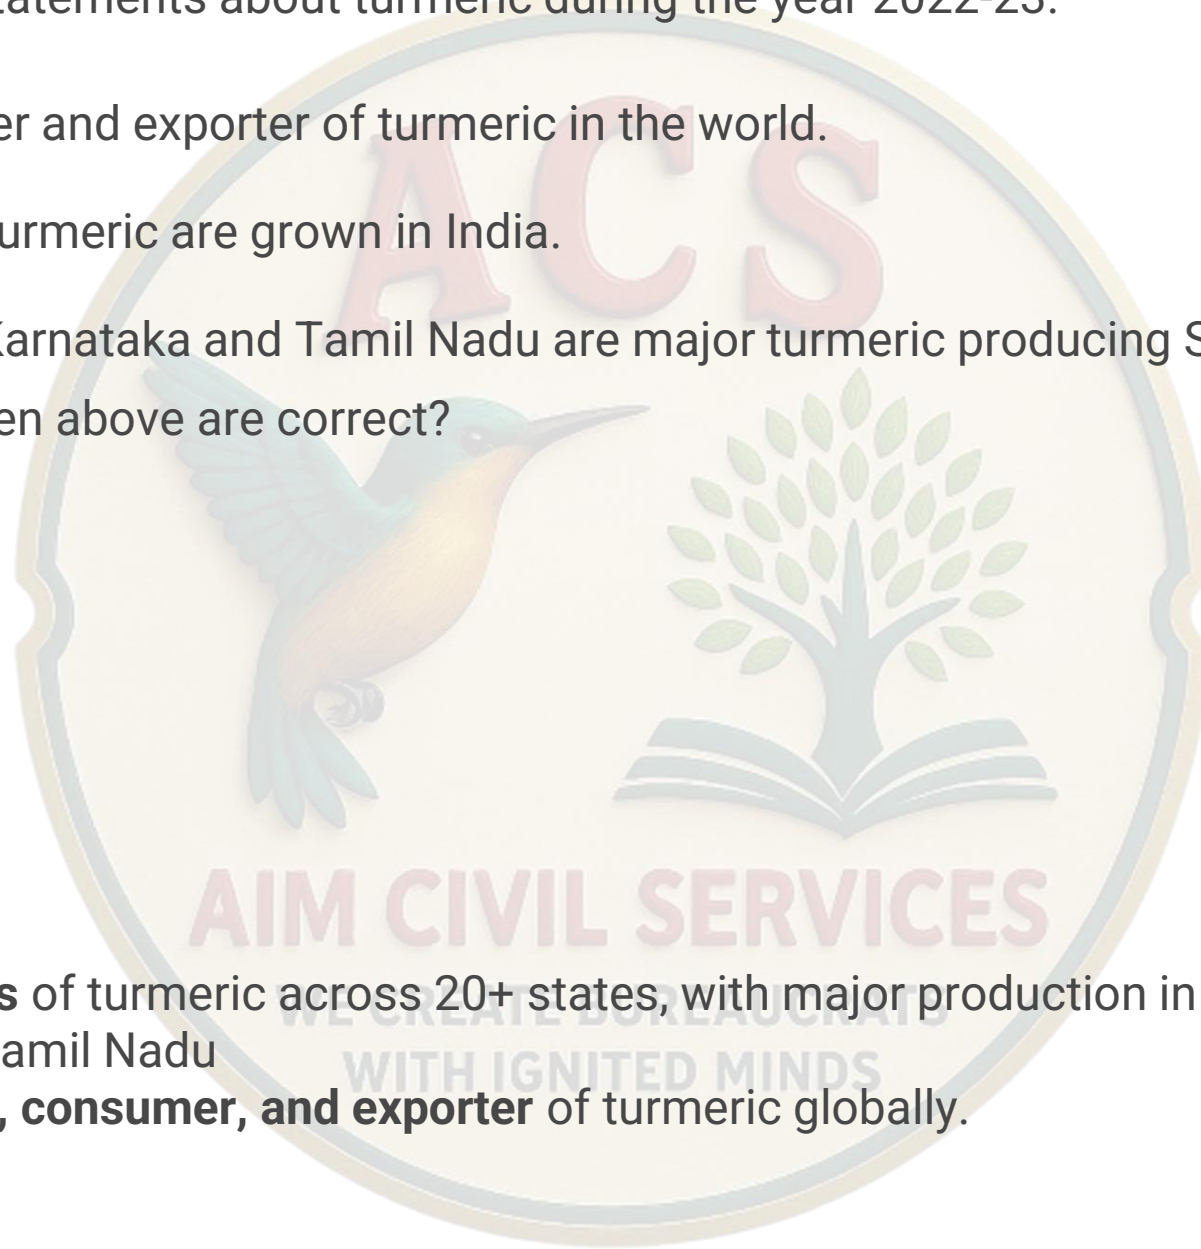 tatements about turmeric during the year 2022-23:
er and exporter of turmeric in the world.
urmeric are grown in India.
Karnataka and Tamil Nadu are major turmeric producing S
en above are correct?
ACS
AIM CIVIL SERVICES
s of turmeric across 20+ states, with major production in
WE CREATE BUREAUCRATS
amil Nadu
WITH IGNITED MINDS
, consumer, and exporter of turmeric globally.